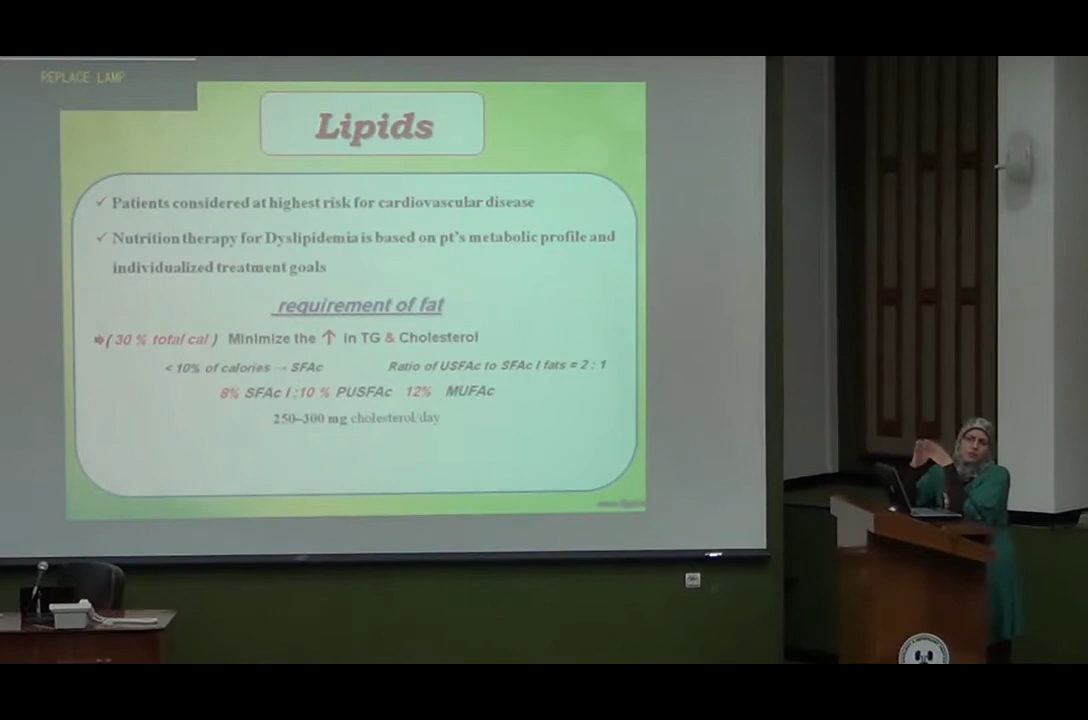 REPLACE LAMP
Lipids
✓ Patients considered at highest risk for cardiovascular disease
✓ Nutrition therapy for Dyslipidemia is based on pt's metabolic profile and
individualized treatment goals
requirement of fat
( 30 % total cal ) Minimize the ↑ in TG & Cholesterol
< 10% of calories → SFAc Ratio of USFAc to SFAc / fats = 2 : 1
8% SFAc / : 10 % PUSFAc 12% MUFAc
250–300 mg cholesterol/day